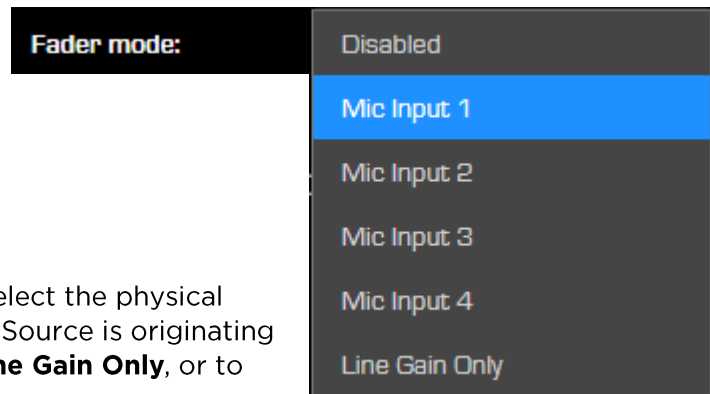 Fader mode:
Disabled
Mic Input 1
Mic Input 2
Mic Input 3
Mic Input 4
Line Gain Only
elect the physical
Source is originating
ne Gain Only, or to